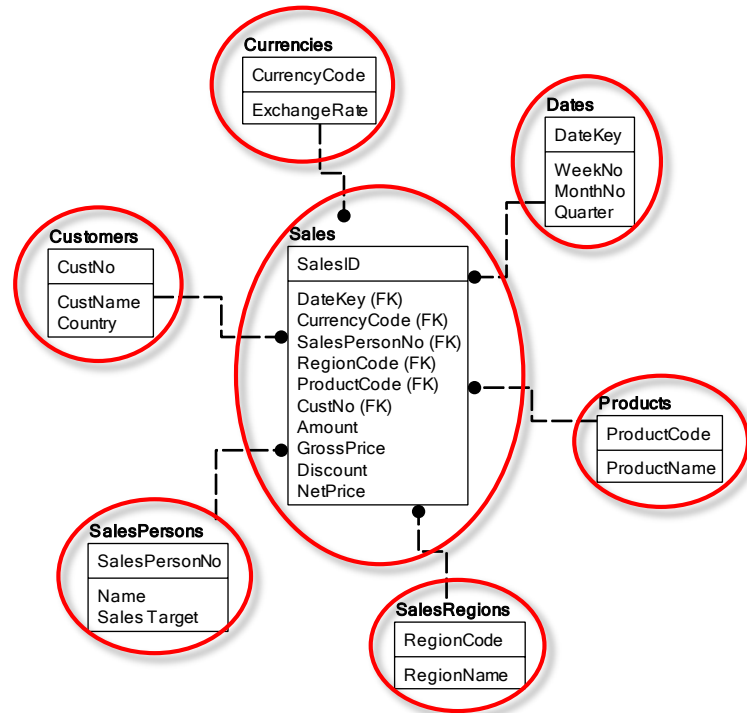 Currencies
CurrencyCode
ExchangeRate
Dates
DateKey
WeekNo
MonthNo
Quarter
Customers
CustNo
CustName
Country
Sales
SalesID
DateKey (FK)
CurrencyCode (FK)
SalesPersonNo (FK)
RegionCode (FK)
ProductCode (FK)
CustNo (FK)
Amount
GrossPrice
Discount
NetPrice
Products
ProductCode
ProductName
SalesPersons
SalesPersonNo
Name
Sales Target
SalesRegions
RegionCode
RegionName